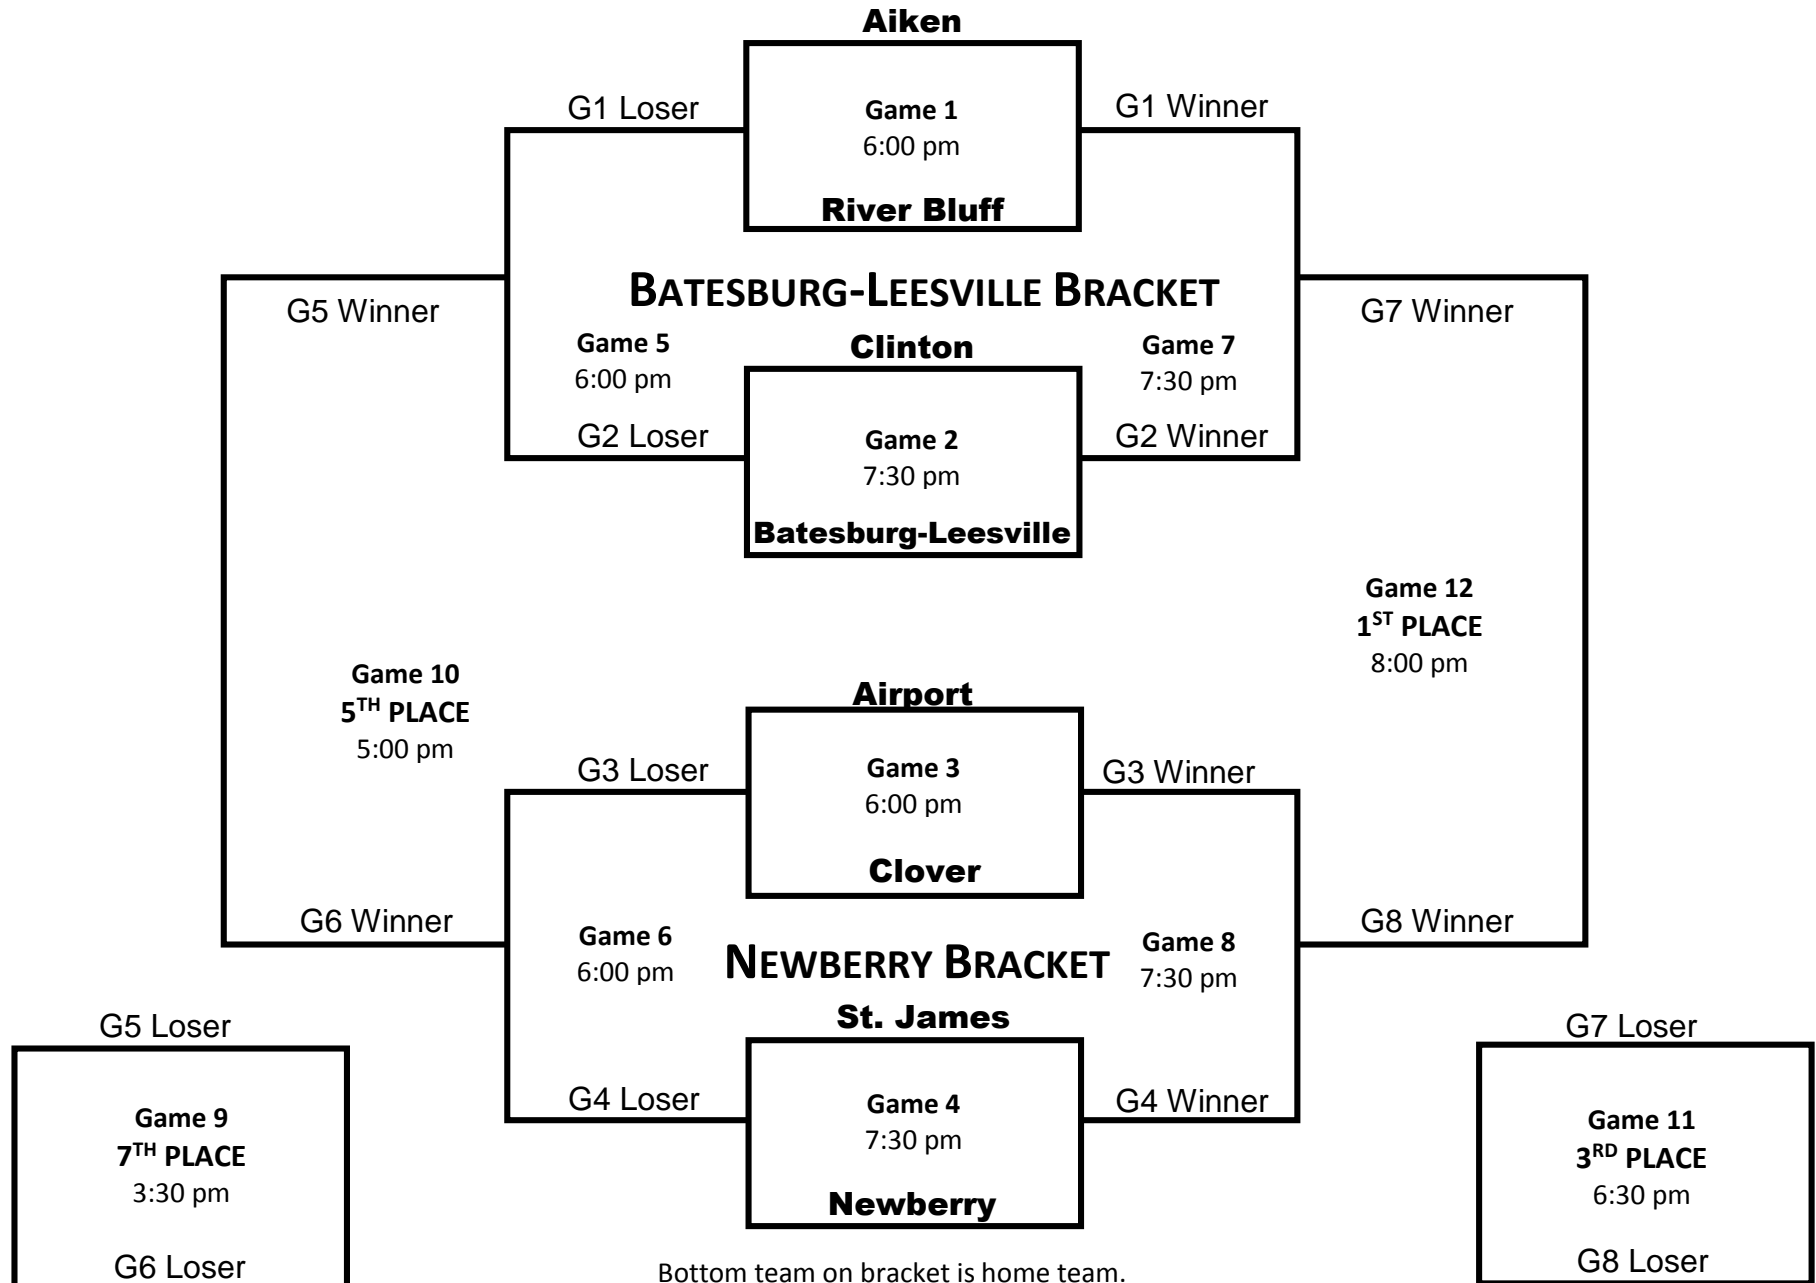 Aiken
G1 Loser
Game 1
6:00 pm
G1 Winner
River Bluff
BATESBURG-LEESVILLE BRACKET
G5 Winner
G7 Winner
Game 5
6:00 pm
Clinton
Game 7
7:30 pm
G2 Loser
Game 2
7:30 pm
G2 Winner
Batesburg-Leesville
Game 12
1ST PLACE
8:00 pm
Game 10
5TH PLACE
5:00 pm
Airport
G3 Loser
Game 3
6:00 pm
G3 Winner
Clover
G6 Winner
G8 Winner
Game 6
6:00 pm
NEWBERRY BRACKET
Game 8
7:30 pm
St. James
G5 Loser
G7 Loser
G4 Loser
Game 4
7:30 pm
G4 Winner
Game 9
7TH PLACE
3:30 pm
Game 11
3RD PLACE
6:30 pm
Newberry
G6 Loser
G8 Loser
Bottom team on bracket is home team.